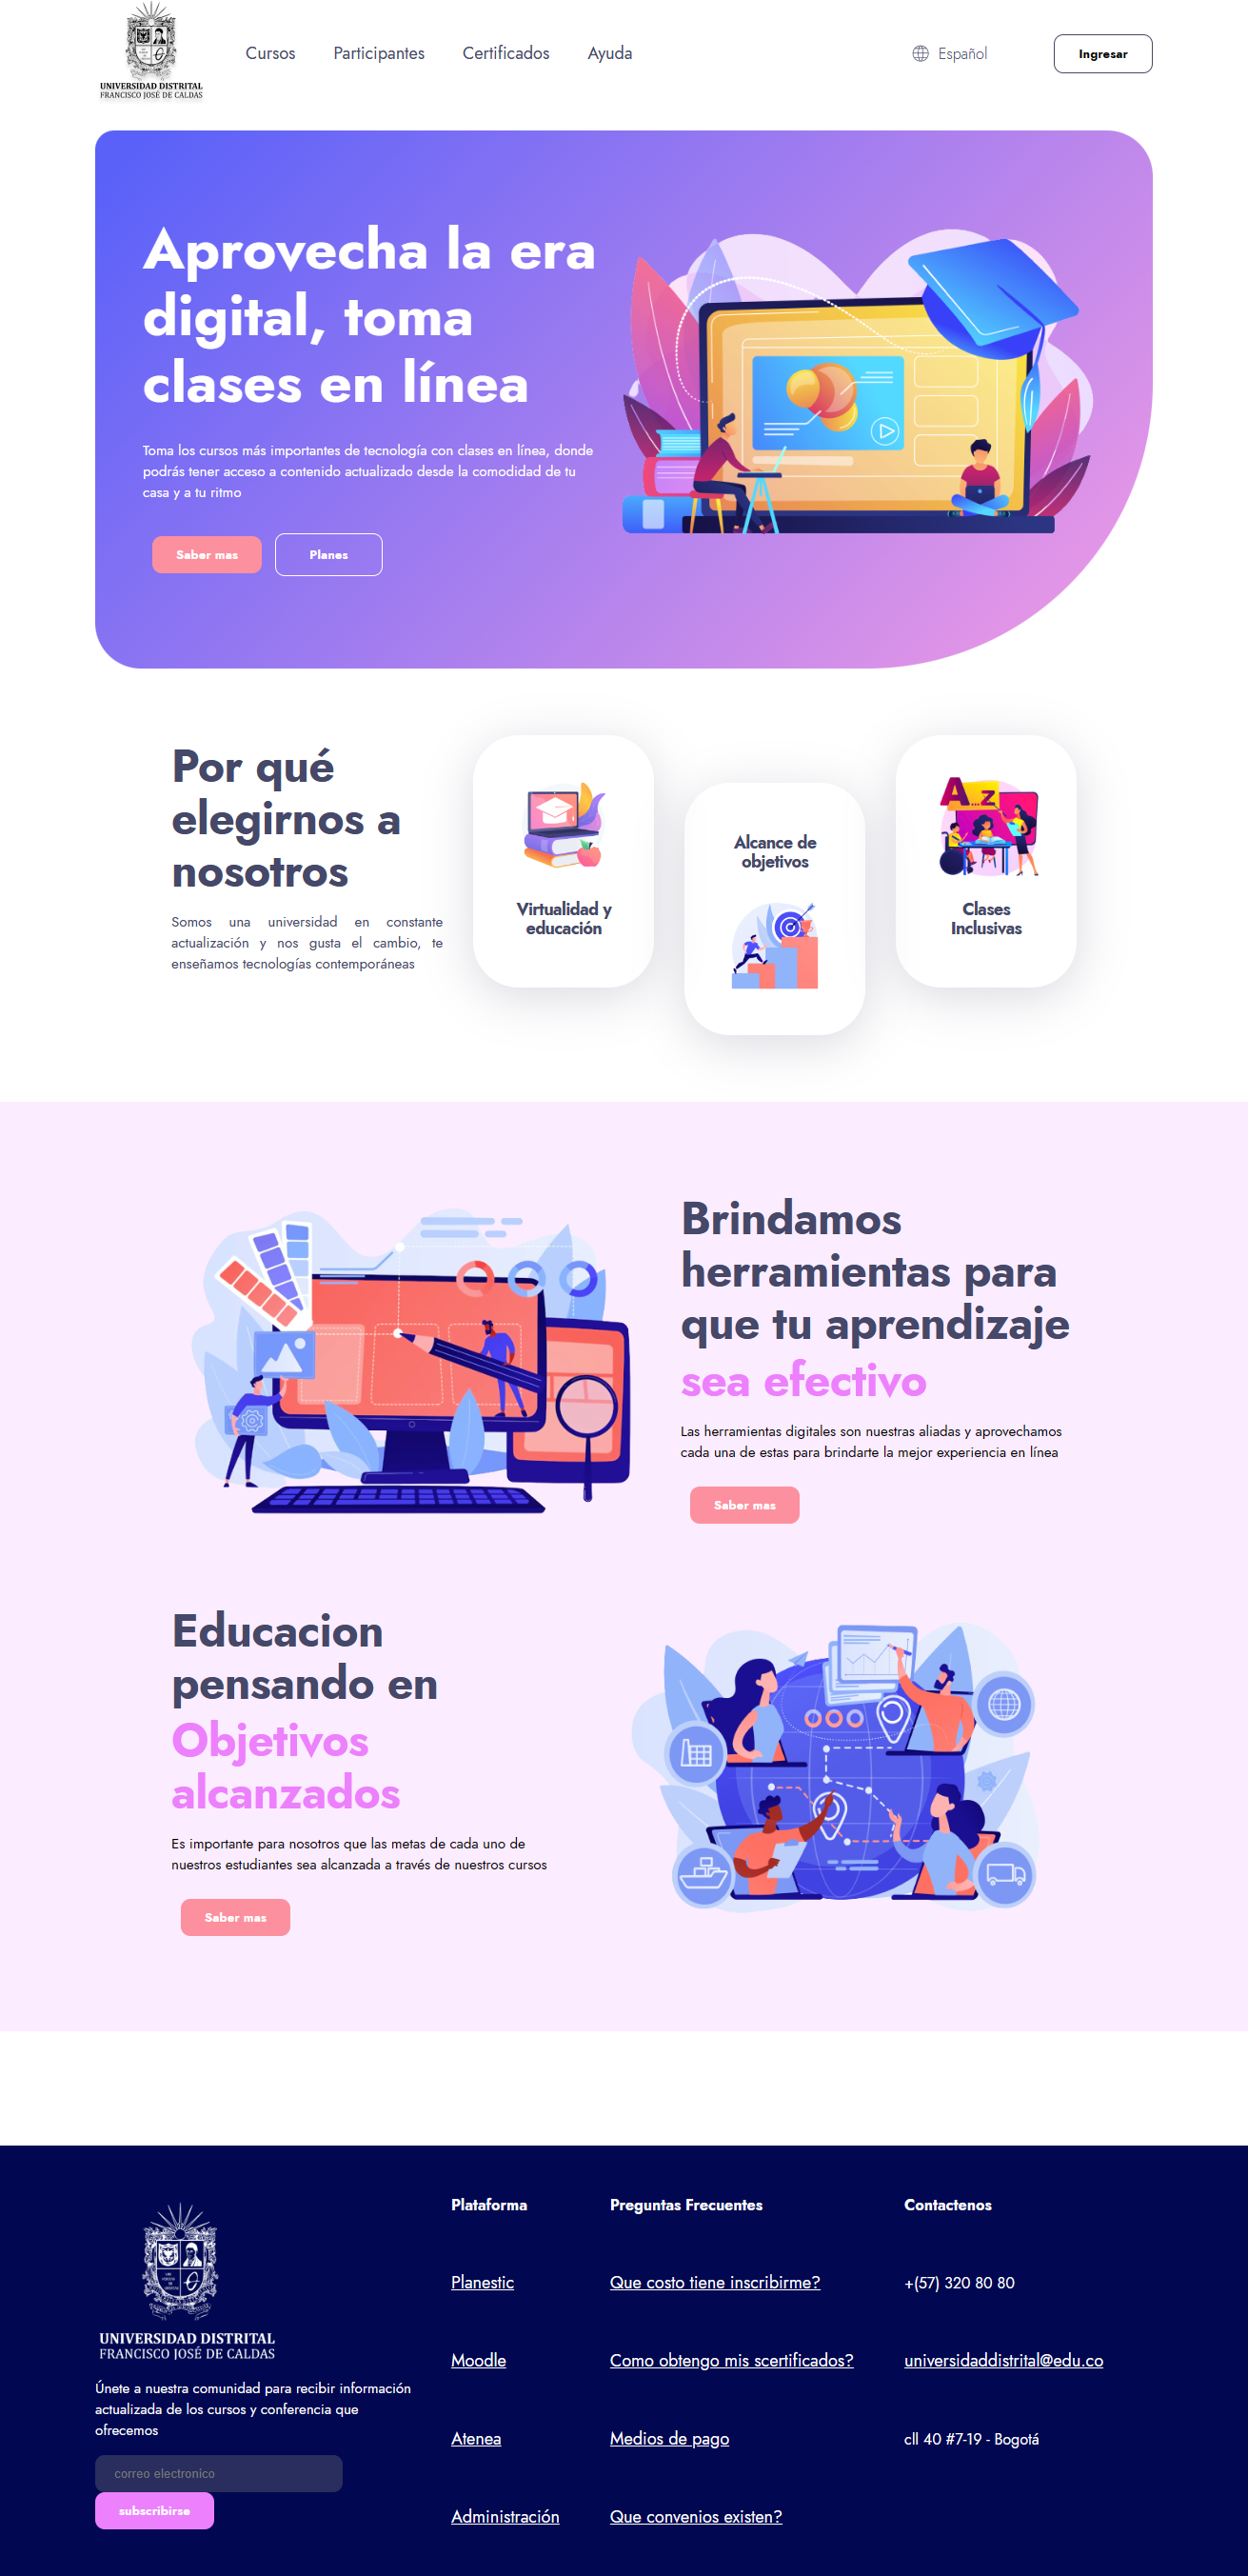 UNIVERSIDAD DISTRITAL
FRANCISCO JOSÉ DE CALDAS
Cursos
Participantes
Certificados
Ayuda
Español
Ingresar
Aprovecha la era
digital, toma
clases en línea
Toma los cursos más importantes de tecnología con clases en línea, donde
podrás tener acceso a contenido actualizado desde la comodidad de tu
casa y a tu ritmo
Saber mas
Planes
Por qué
elegirnos a
nosotros
Somos una universidad en constante
actualización y nos gusta el cambio, te
enseñamos tecnologías contemporáneas
Virtualidad y
educación
Alcance de
objetivos
A...Z
Clases
Inclusivas
Brindamos
herramientas para
que tu aprendizaje
sea efectivo
Las herramientas digitales son nuestras aliadas y aprovechamos
cada una de estas para brindarte la mejor experiencia en línea
Saber mas
Educacion
pensando en
Objetivos
alcanzados
Es importante para nosotros que las metas de cada uno de
nuestros estudiantes sea alcanzada a través de nuestros cursos
Saber mas
UNIVERSIDAD DISTRITAL
FRANCISCO JOSÉ DE CALDAS
Únete a nuestra comunidad para recibir información
actualizada de los cursos y conferencia que
ofrecemos
correo electronico
subscribirse
Plataforma
Planestic
Moodle
Atenea
Administración
Preguntas Frecuentes
Que costo tiene inscribirme?
Como obtengo mis scertificados?
Medios de pago
Que convenios existen?
Contactenos
+(57) 320 80 80
universidaddistrital@edu.co
cll 40 #7-19 - Bogotá